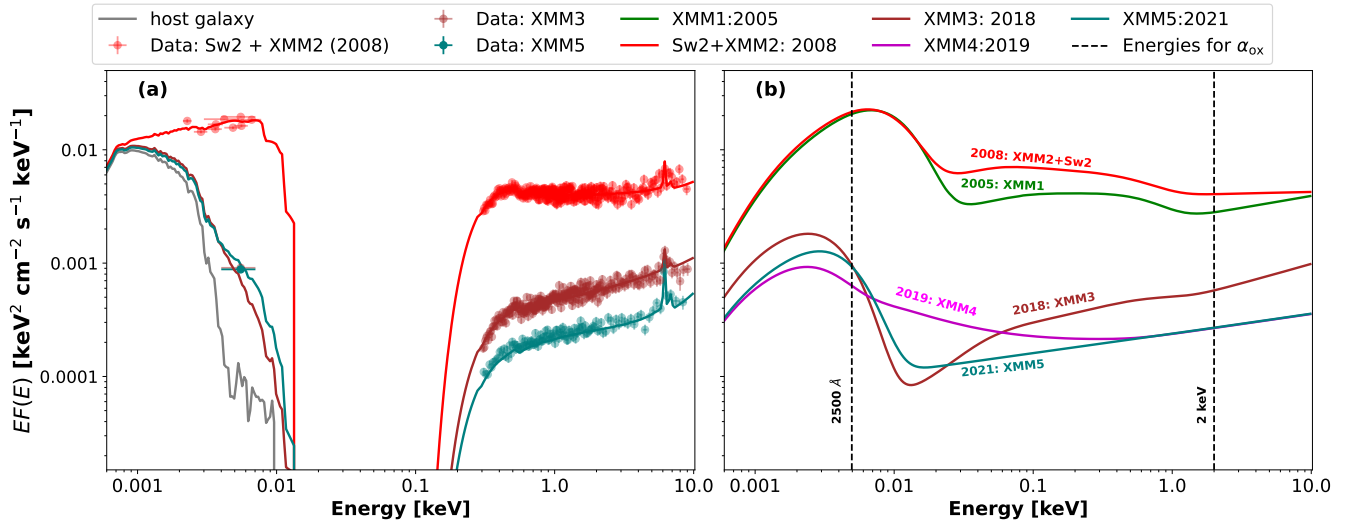 host galaxy
Data: Sw2 + XMM2 (2008)
Data: XMM3
Data: XMM5
XMM1:2005
Sw2+XMM2: 2008
XMM3: 2018
XMM4:2019
XMM5:2021
Energies for α_ox
(a)
EF(E) [keV² cm⁻² s⁻¹ keV⁻¹]
0.01
0.001
0.0001
0.001
0.01
0.1
1.0
10.0
Energy [keV]
(b)
2008: XMM2+Sw2
2005: XMM1
2019: XMM4
2018: XMM3
2021: XMM5
2500 Å
2 keV
0.001
0.01
0.1
1.0
10.0
Energy [keV]